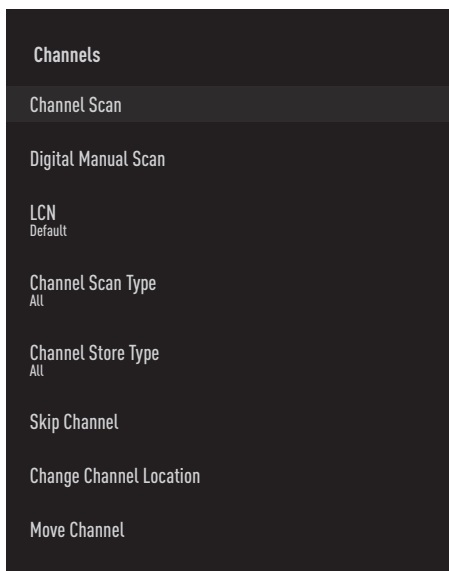 Channels
Channel Scan
Digital Manual Scan
LCN
Default
Channel Scan Type
All
Channel Store Type
All
Skip Channel
Change Channel Location
Move Channel